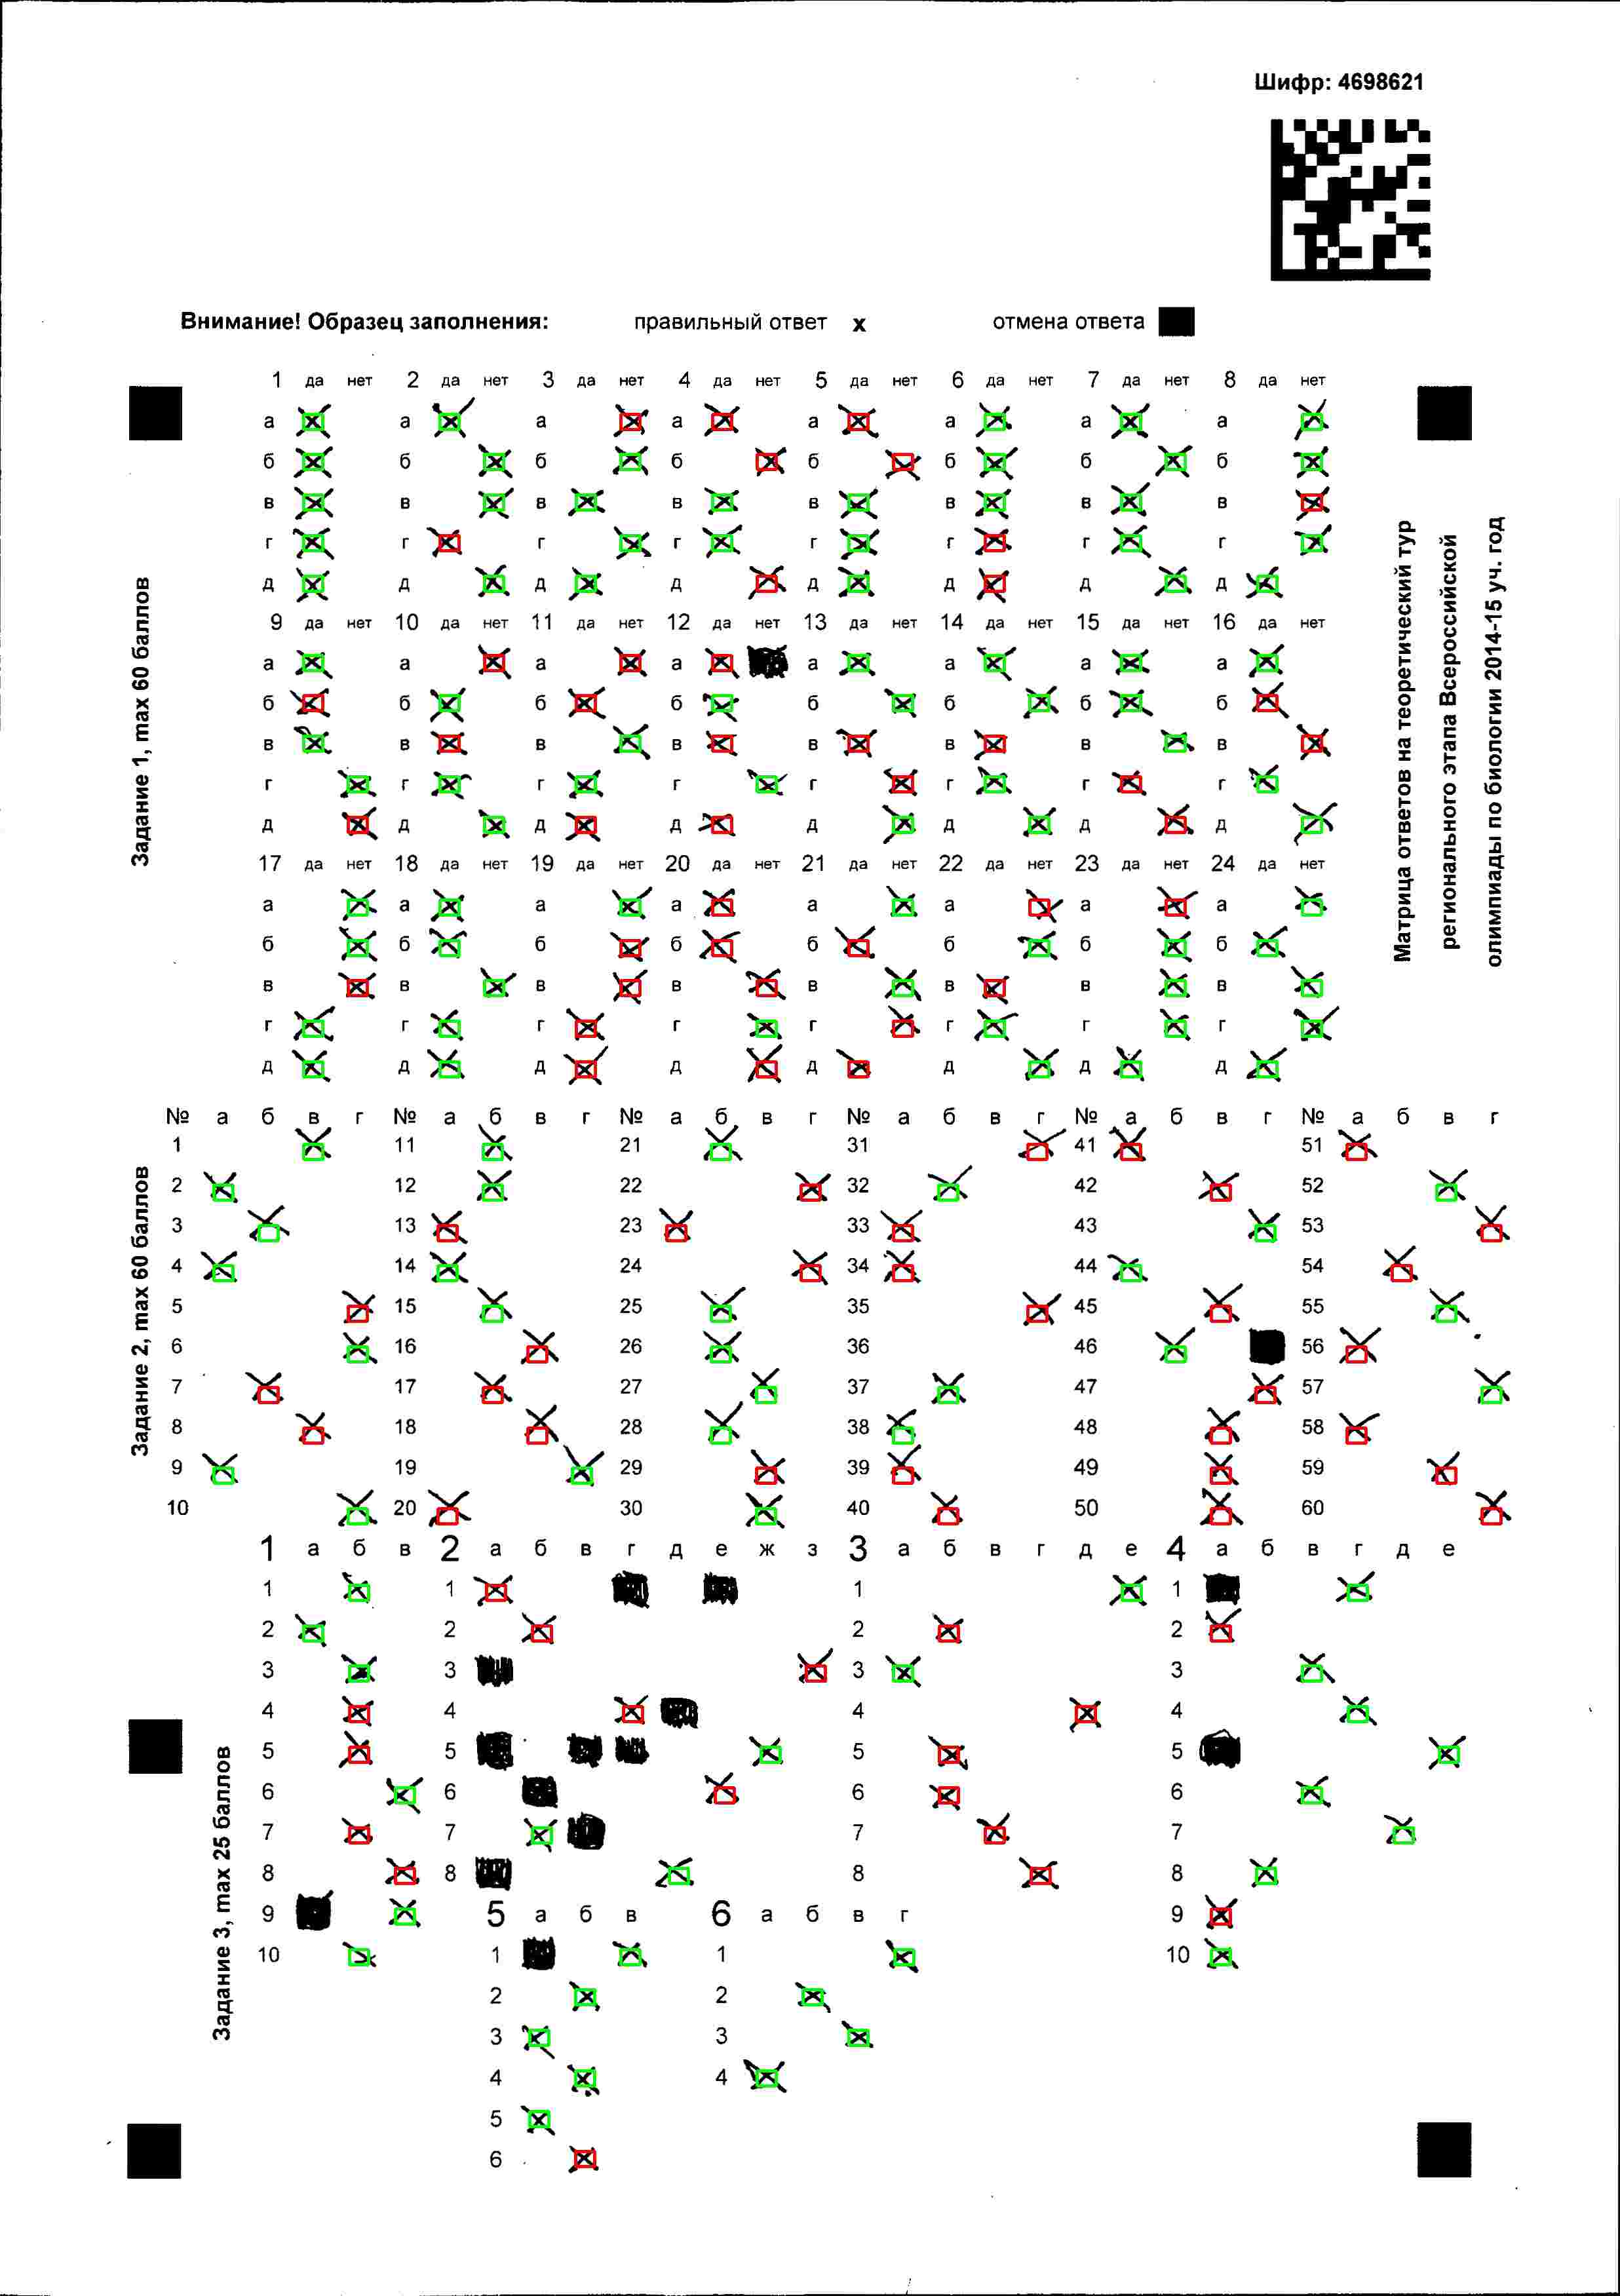 Шифр: 4698621
Внимание! Образец заполнения: правильный ответ х отмена ответа
Задание 1, max 60 баллов
1 да нет 2 да нет 3 да нет 4 да нет 5 да нет 6 да нет 7 да нет 8 да нет
а а а а а а а а
б б б б б б б б
в в в в в в в в
г г г г г г г г
д д д д д д д д
9 да нет 10 да нет 11 да нет 12 да нет 13 да нет 14 да нет 15 да нет 16 да нет
а а а а а а а а
б б б б б б б б
в в в в в в в в
г г г г г г г г
д д д д д д д д
17 да нет 18 да нет 19 да нет 20 да нет 21 да нет 22 да нет 23 да нет 24 да нет
а а а а а а а а
б б б б б б б б
в в в в в в в в
г г г г г г г г
д д д д д д д д
Матрица ответов на теоретический тур
регионального этапа Всероссийской
олимпиады по биологии 2014-15 уч. год
Задание 2, max 60 баллов
№ а б в г № а б в г № а б в г № а б в г № а б в г № а б в г
1 11 21 31 41 51
2 12 22 32 42 52
3 13 23 33 43 53
4 14 24 34 44 54
5 15 25 35 45 55
6 16 26 36 46 56
7 17 27 37 47 57
8 18 28 38 48 58
9 19 29 39 49 59
10 20 30 40 50 60
Задание 3, max 25 баллов
1 а б в 2 а б в г д е ж з 3 а б в г д е 4 а б в г д е
1 1 1 1
2 2 2 2
3 3 3 3
4 4 4 4
5 5 5 5
6 6 6 6
7 7 7 7
8 8 8 8
9 5 а б в 6 а б в г 9
10 1 1 10
2 2
3 3
4 4
5
6